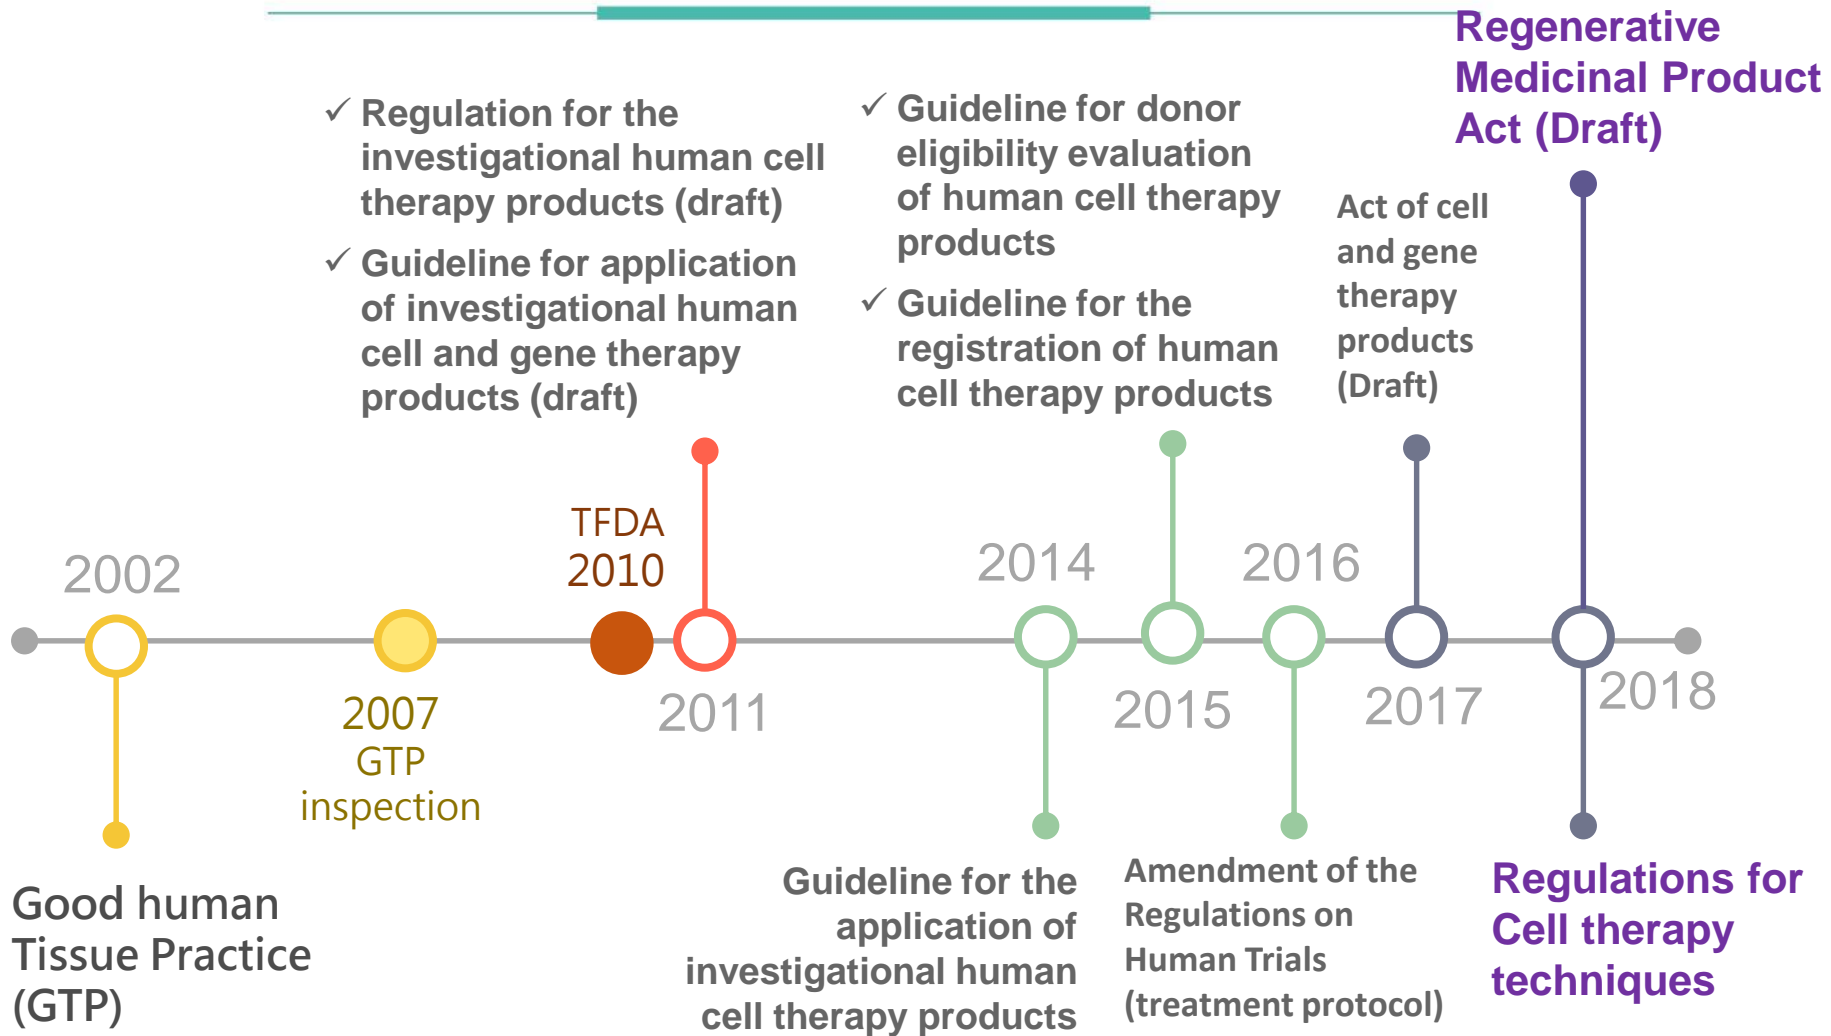 Regenerative
Medicinal Product
Act (Draft)
✓ Regulation for the
investigational human cell
therapy products (draft)
✓ Guideline for application
of investigational human
cell and gene therapy
products (draft)
✓ Guideline for donor
eligibility evaluation
of human cell therapy
products
✓ Guideline for the
registration of human
cell therapy products
Act of cell
and gene
therapy
products
(Draft)
2002
TFDA
2010
2014
2016
2007
GTP
inspection
2011
2015
2017
2018
Good human
Tissue Practice
(GTP)
Guideline for the
application of
investigational human
cell therapy products
Amendment of the
Regulations on
Human Trials
(treatment protocol)
Regulations for
Cell therapy
techniques